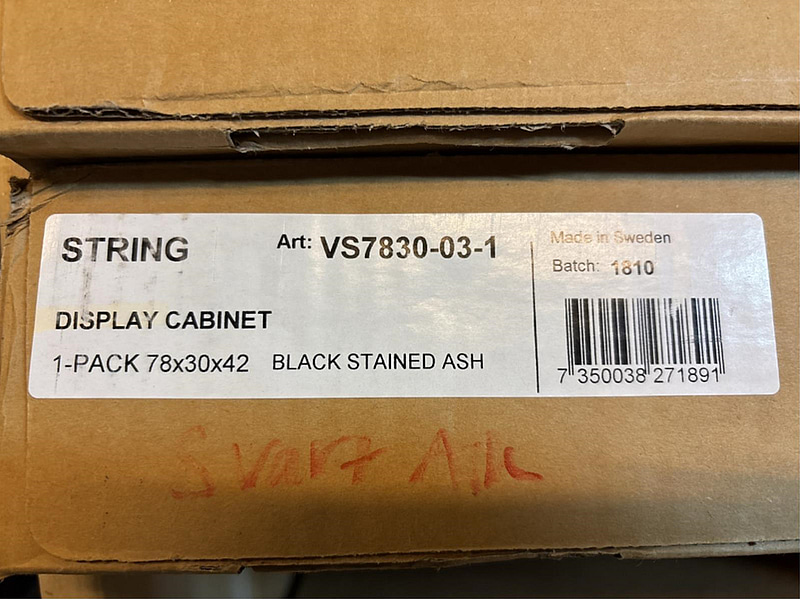 STRING Art: VS7830-03-1
Made in Sweden
Batch: 1810
DISPLAY CABINET
1-PACK 78x30x42 BLACK STAINED ASH
7 350038 271891
Svart